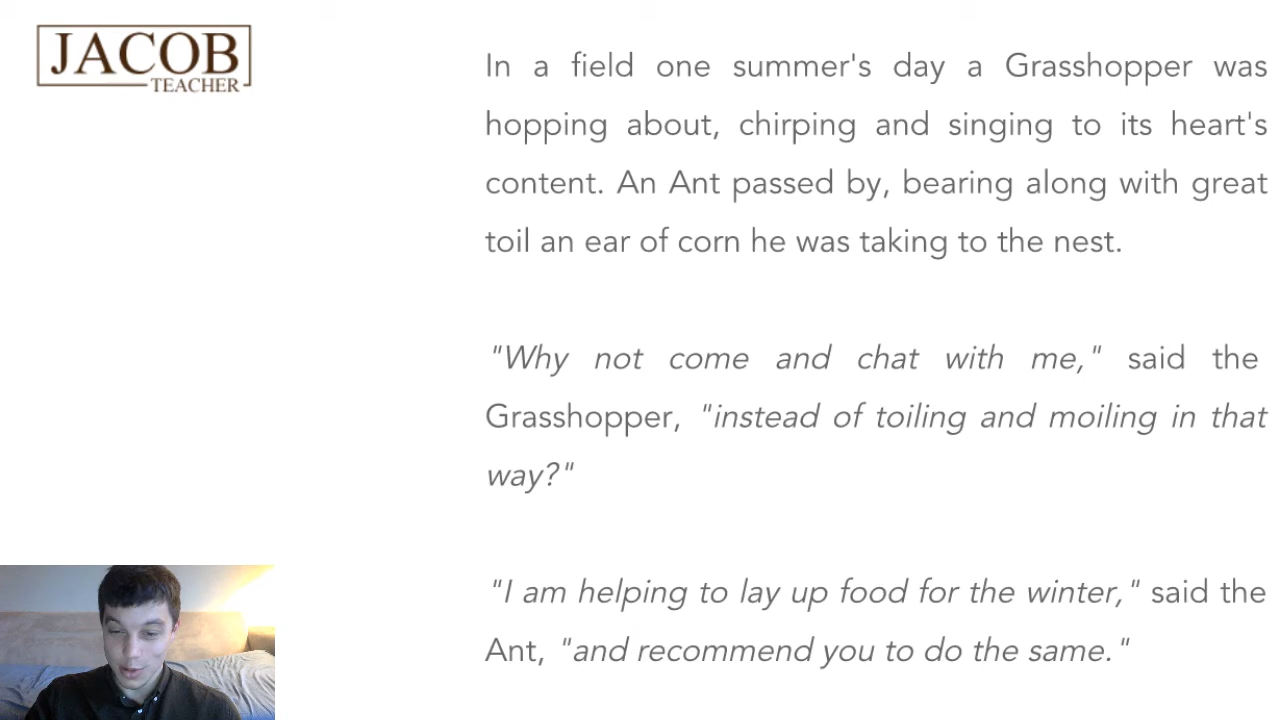 JACOB
TEACHER
In a field one summer's day a Grasshopper was
hopping about, chirping and singing to its heart's
content. An Ant passed by, bearing along with great
toil an ear of corn he was taking to the nest.
"Why not come and chat with me," said the
Grasshopper, "instead of toiling and moiling in that
way?"
"I am helping to lay up food for the winter," said the
Ant, "and recommend you to do the same."